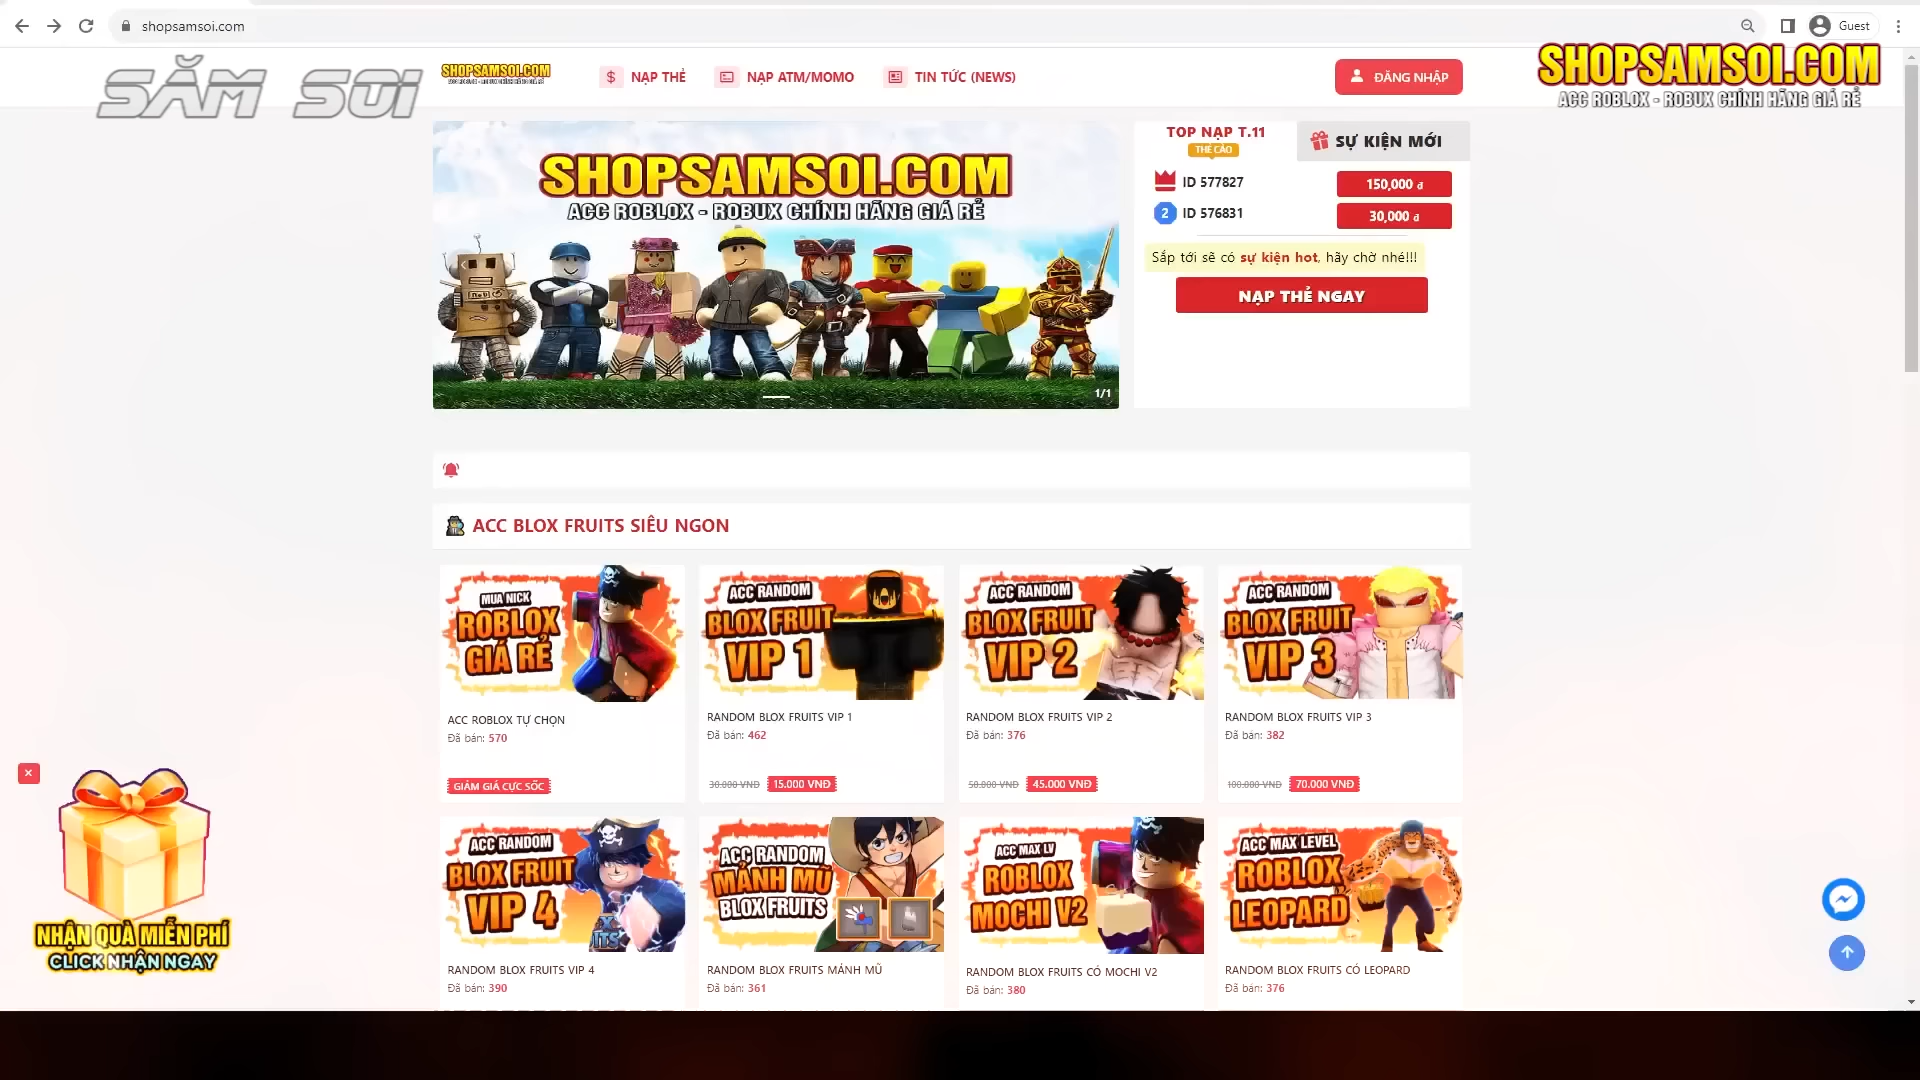 shopsamsoi.com
Guest
SĂM SOI
SHOPSAMSOI.COM
NẠP THẺ
NẠP ATM/MOMO
TIN TỨC (NEWS)
ĐĂNG NHẬP
SHOPSAMSOI.COM
ACC ROBLOX - ROBUX CHÍNH HÃNG GIÁ RẺ
SHOPSAMSOI.COM
ACC ROBLOX - ROBUX CHÍNH HÃNG GIÁ RẺ
1/1
TOP NẠP T.11
THẺ CÀO
SỰ KIỆN MỚI
ID 577827
150,000 đ
2 ID 576831
30,000 đ
Sắp tới sẽ có sự kiện hot, hãy chờ nhé!!!
NẠP THẺ NGAY
ACC BLOX FRUITS SIÊU NGON
MUA NICK
ROBLOX
GIÁ RẺ
ACC ROBLOX TỰ CHỌN
Đã bán: 570
GIẢM GIÁ CỰC SỐC
ACC RANDOM
BLOX FRUIT
VIP 1
RANDOM BLOX FRUITS VIP 1
Đã bán: 462
30.000 VNĐ 15.000 VNĐ
ACC RANDOM
BLOX FRUIT
VIP 2
RANDOM BLOX FRUITS VIP 2
Đã bán: 376
50.000 VNĐ 45.000 VNĐ
ACC RANDOM
BLOX FRUIT
VIP 3
RANDOM BLOX FRUITS VIP 3
Đã bán: 382
100.000 VNĐ 70.000 VNĐ
ACC RANDOM
BLOX FRUIT
VIP 4
RANDOM BLOX FRUITS VIP 4
Đã bán: 390
ACC RANDOM
MẢNH MŨ
BLOX FRUITS
RANDOM BLOX FRUITS MẢNH MŨ
Đã bán: 361
ACC MAX LV
ROBLOX
MOCHI V2
RANDOM BLOX FRUITS CÓ MOCHI V2
Đã bán: 380
ACC MAX LEVEL
ROBLOX
LEOPARD
RANDOM BLOX FRUITS CÓ LEOPARD
Đã bán: 376
NHẬN QUÀ MIỄN PHÍ
CLICK NHẬN NGAY